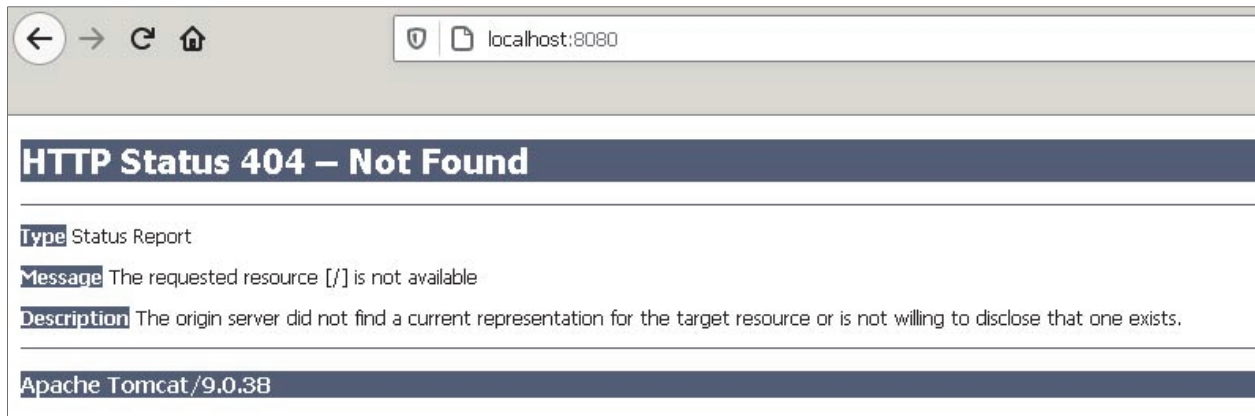 localhost:8080
HTTP Status 404 – Not Found
Type Status Report
Message The requested resource [/] is not available
Description The origin server did not find a current representation for the target resource or is not willing to disclose that one exists.
Apache Tomcat/9.0.38